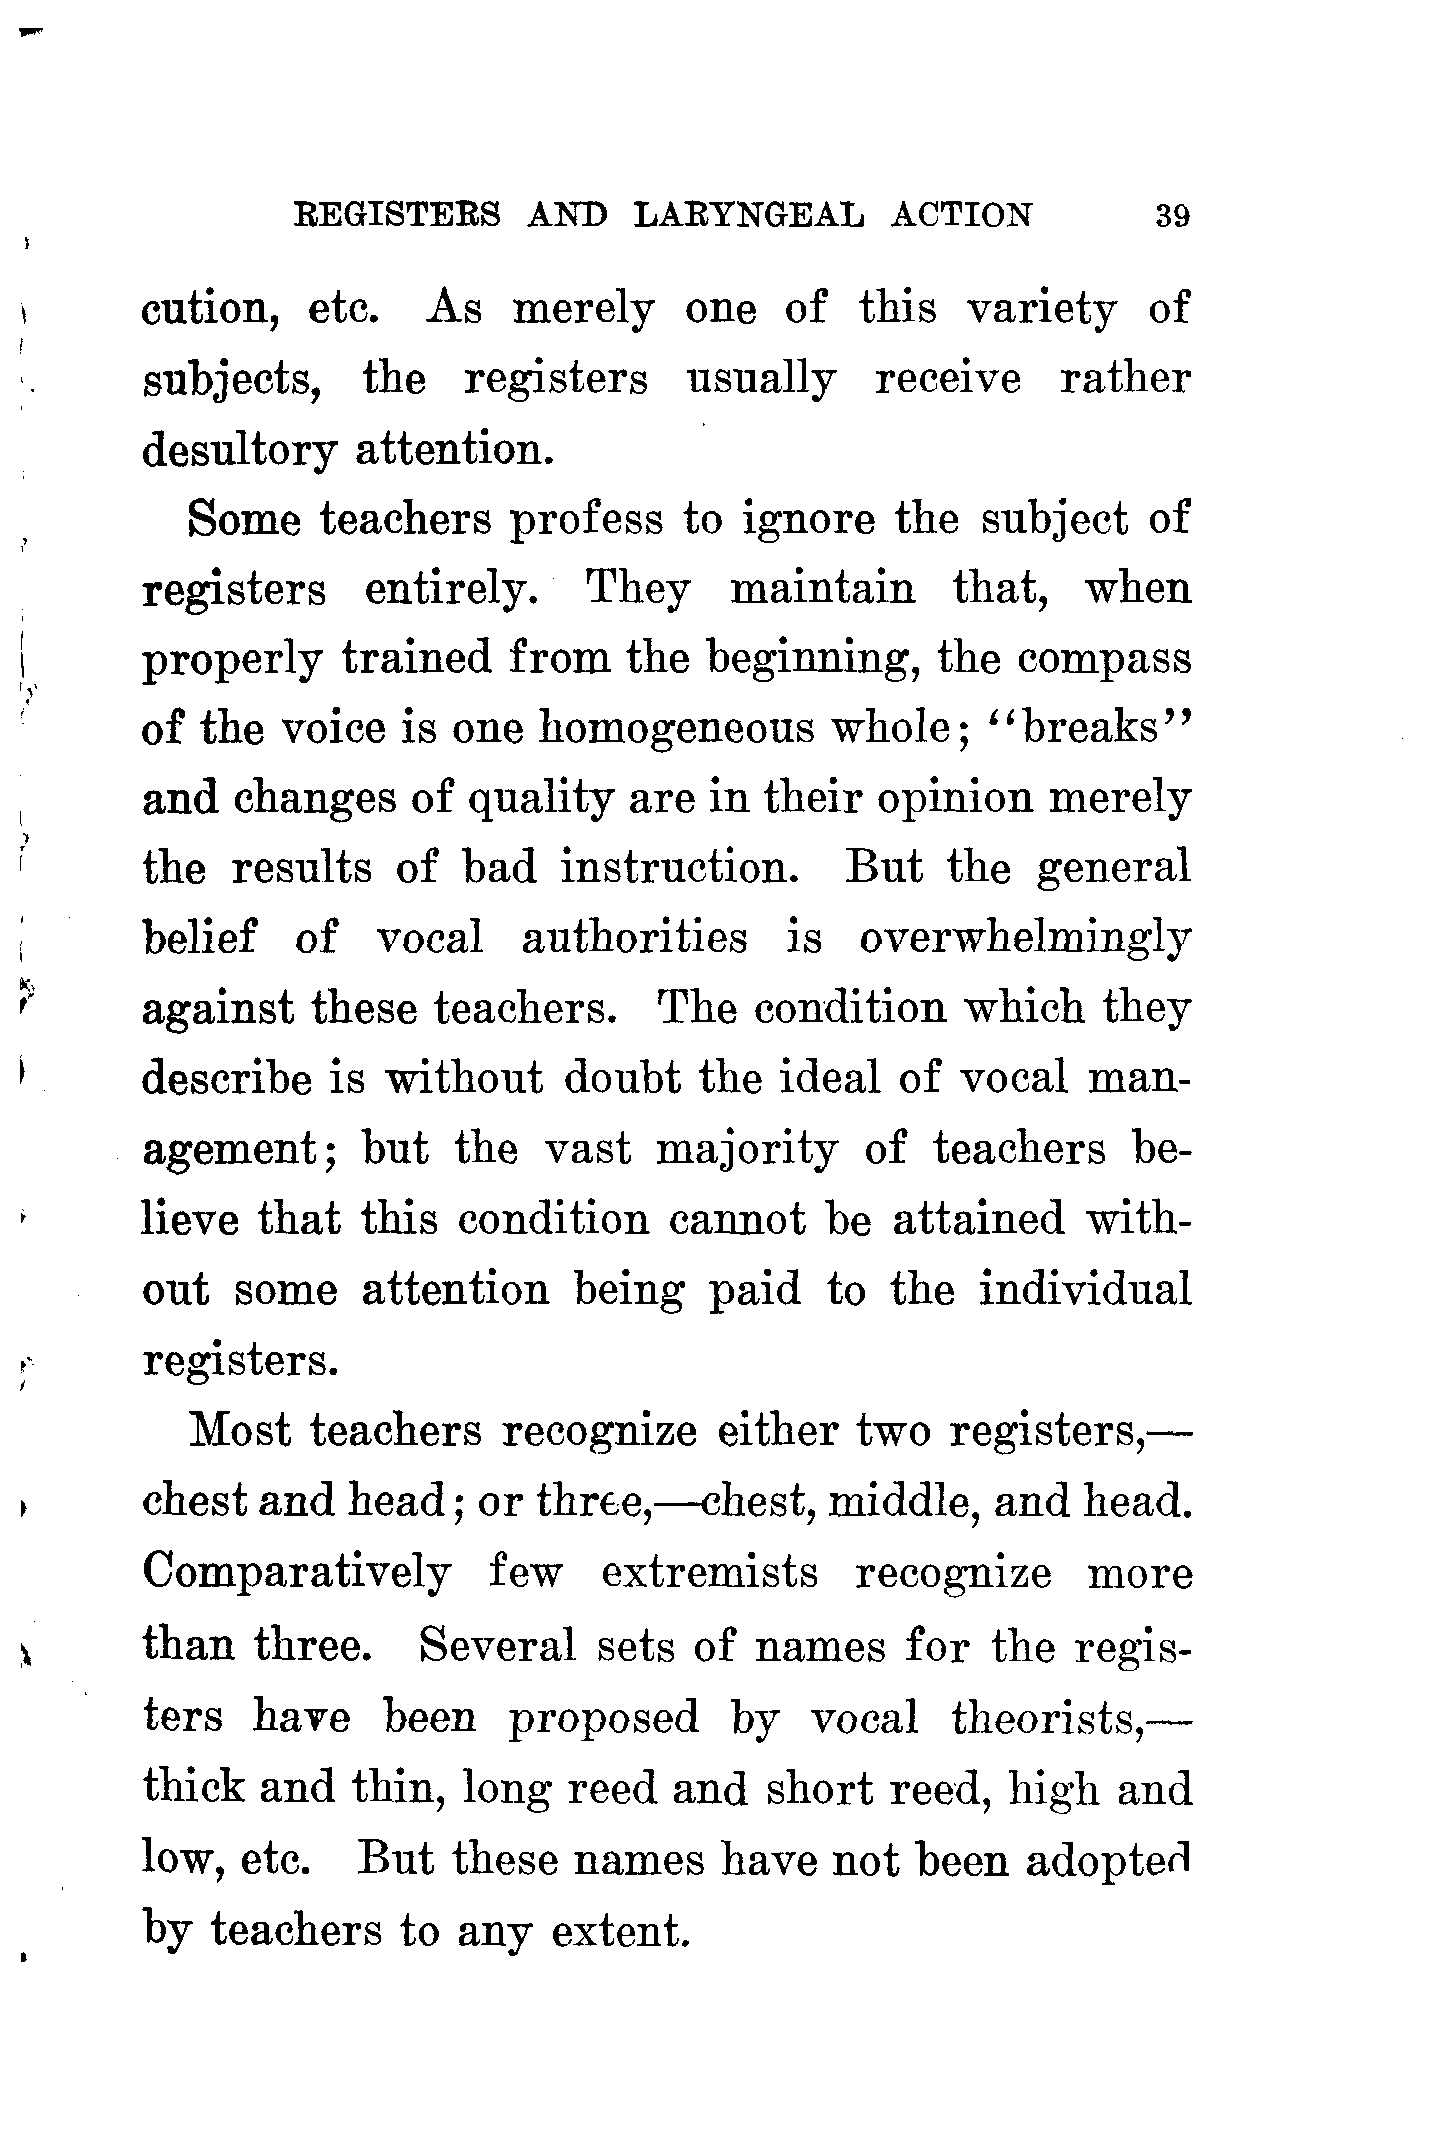 REGISTERS AND LARYNGEAL ACTION 39
cution, etc. As merely one of this variety of
subjects, the registers usually receive rather
desultory attention.
Some teachers profess to ignore the subject of
registers entirely. They maintain that, when
properly trained from the beginning, the compass
of the voice is one homogeneous whole; "breaks"
and changes of quality are in their opinion merely
the results of bad instruction. But the general
belief of vocal authorities is overwhelmingly
against these teachers. The condition which they
describe is without doubt the ideal of vocal man-
agement; but the vast majority of teachers be-
lieve that this condition cannot be attained with-
out some attention being paid to the individual
registers.
Most teachers recognize either two registers,—
chest and head; or three,—chest, middle, and head.
Comparatively few extremists recognize more
than three. Several sets of names for the regis-
ters have been proposed by vocal theorists,—
thick and thin, long reed and short reed, high and
low, etc. But these names have not been adopted
by teachers to any extent.